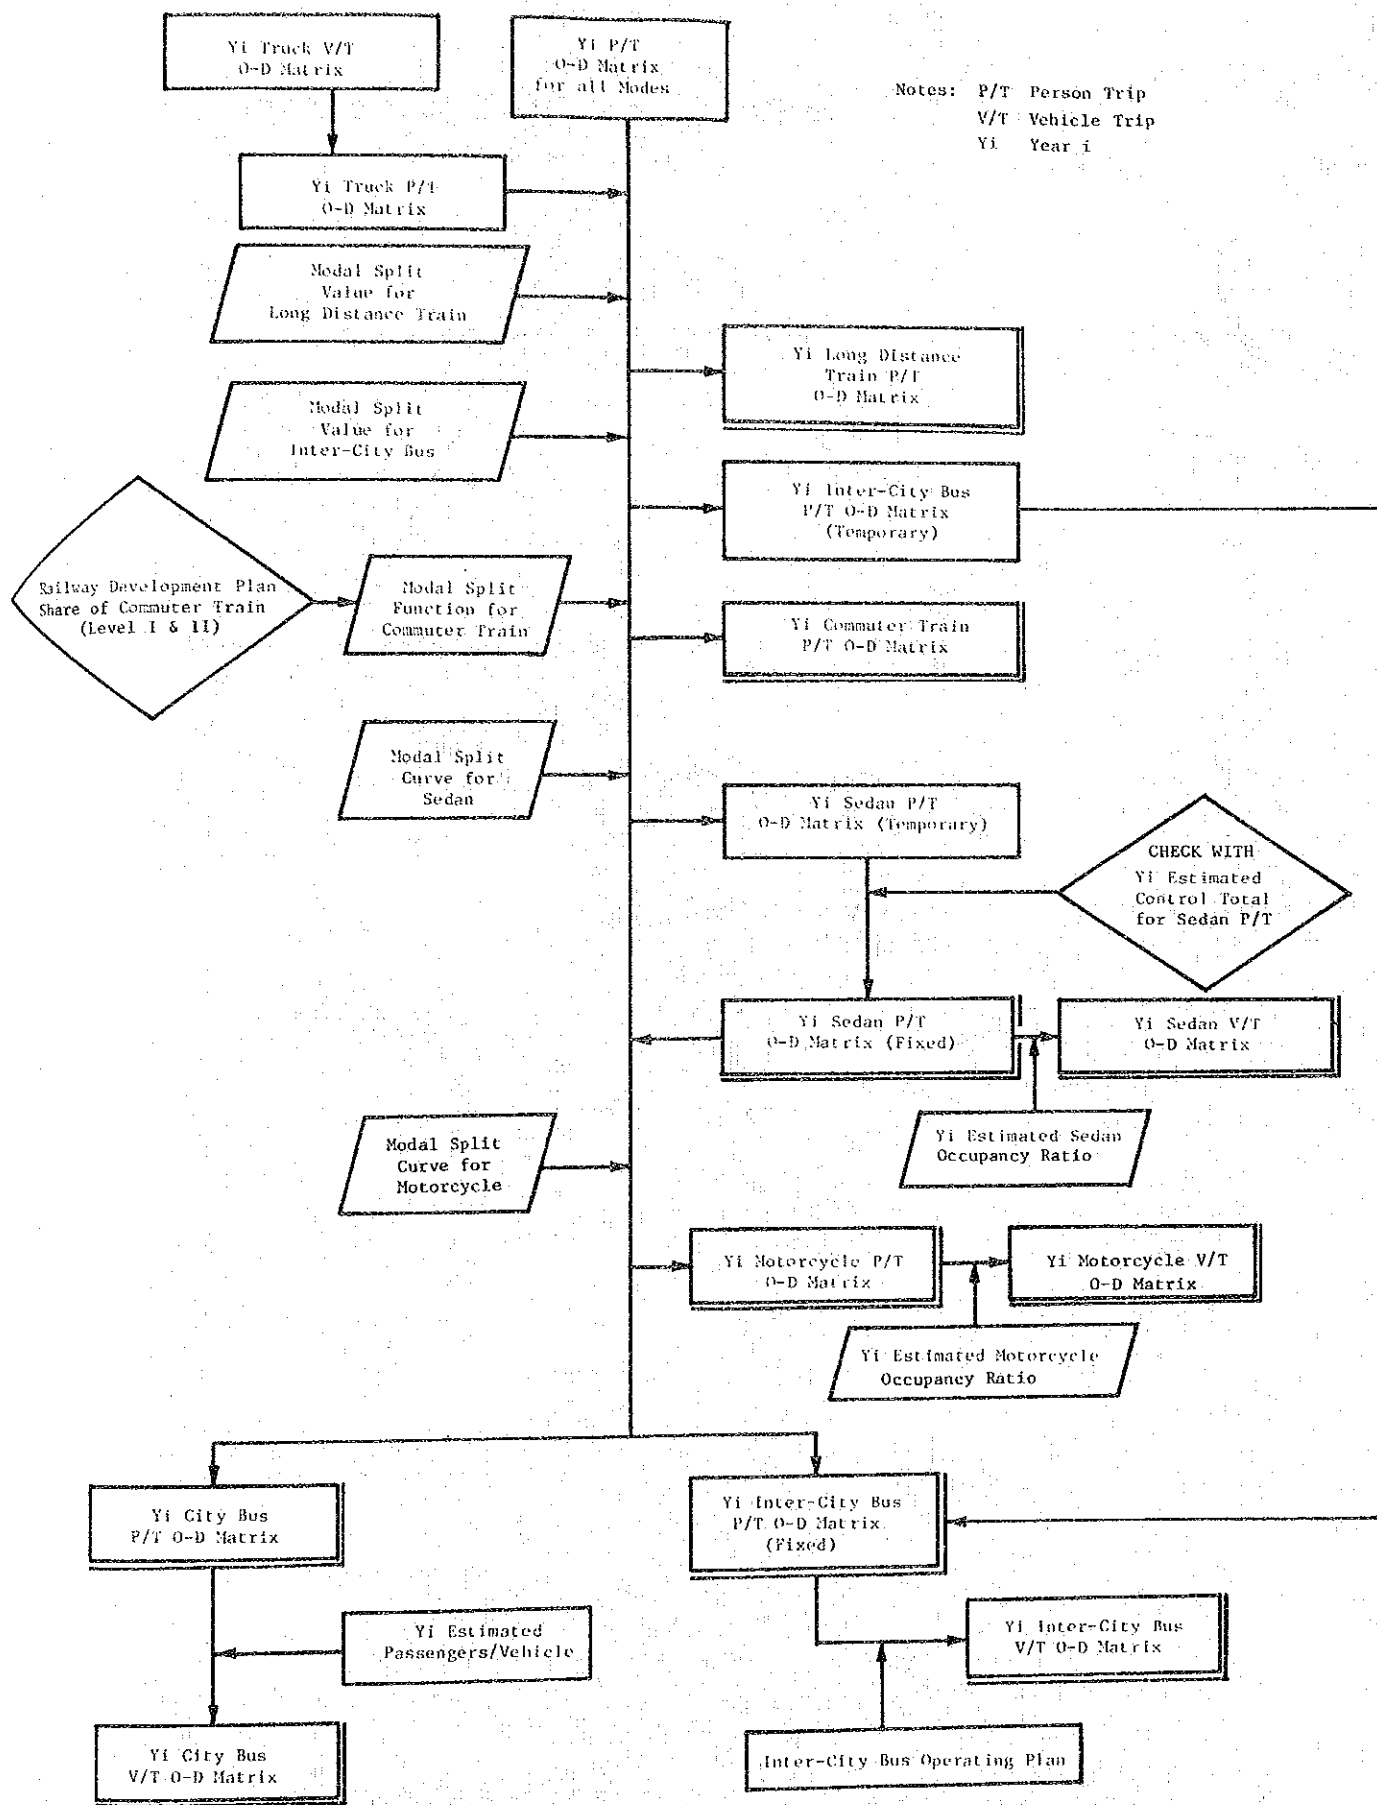 Yi Truck V/T
O-D Matrix
Yi P/T
O-D Matrix
for all Modes
Notes: P/T Person Trip
V/T Vehicle Trip
Yi Year i
Yi Truck P/T
O-D Matrix
Modal Split
Value for
Long Distance Train
Yi Long Distance
Train P/T
O-D Matrix
Modal Split
Value for
Inter-City Bus
Yi Inter-City Bus
P/T O-D Matrix
(Temporary)
Railway Development Plan
Share of Commuter Train
(Level I & II)
Modal Split
Function for
Commuter Train
Yi Commuter Train
P/T O-D Matrix
Modal Split
Curve for
Sedan
Yi Sedan P/T
O-D Matrix (Temporary)
CHECK WITH
Yi Estimated
Control Total
for Sedan P/T
Yi Sedan P/T
O-D Matrix (Fixed)
Yi Sedan V/T
O-D Matrix
Yi Estimated Sedan
Occupancy Ratio
Modal Split
Curve for
Motorcycle
Yi Motorcycle P/T
O-D Matrix
Yi Motorcycle V/T
O-D Matrix
Yi Estimated Motorcycle
Occupancy Ratio
Yi City Bus
P/T O-D Matrix
Yi Inter-City Bus
P/T O-D Matrix
(Fixed)
Yi Estimated
Passengers/Vehicle
Yi Inter-City Bus
V/T O-D Matrix
Yi City Bus
V/T O-D Matrix
Inter-City Bus Operating Plan